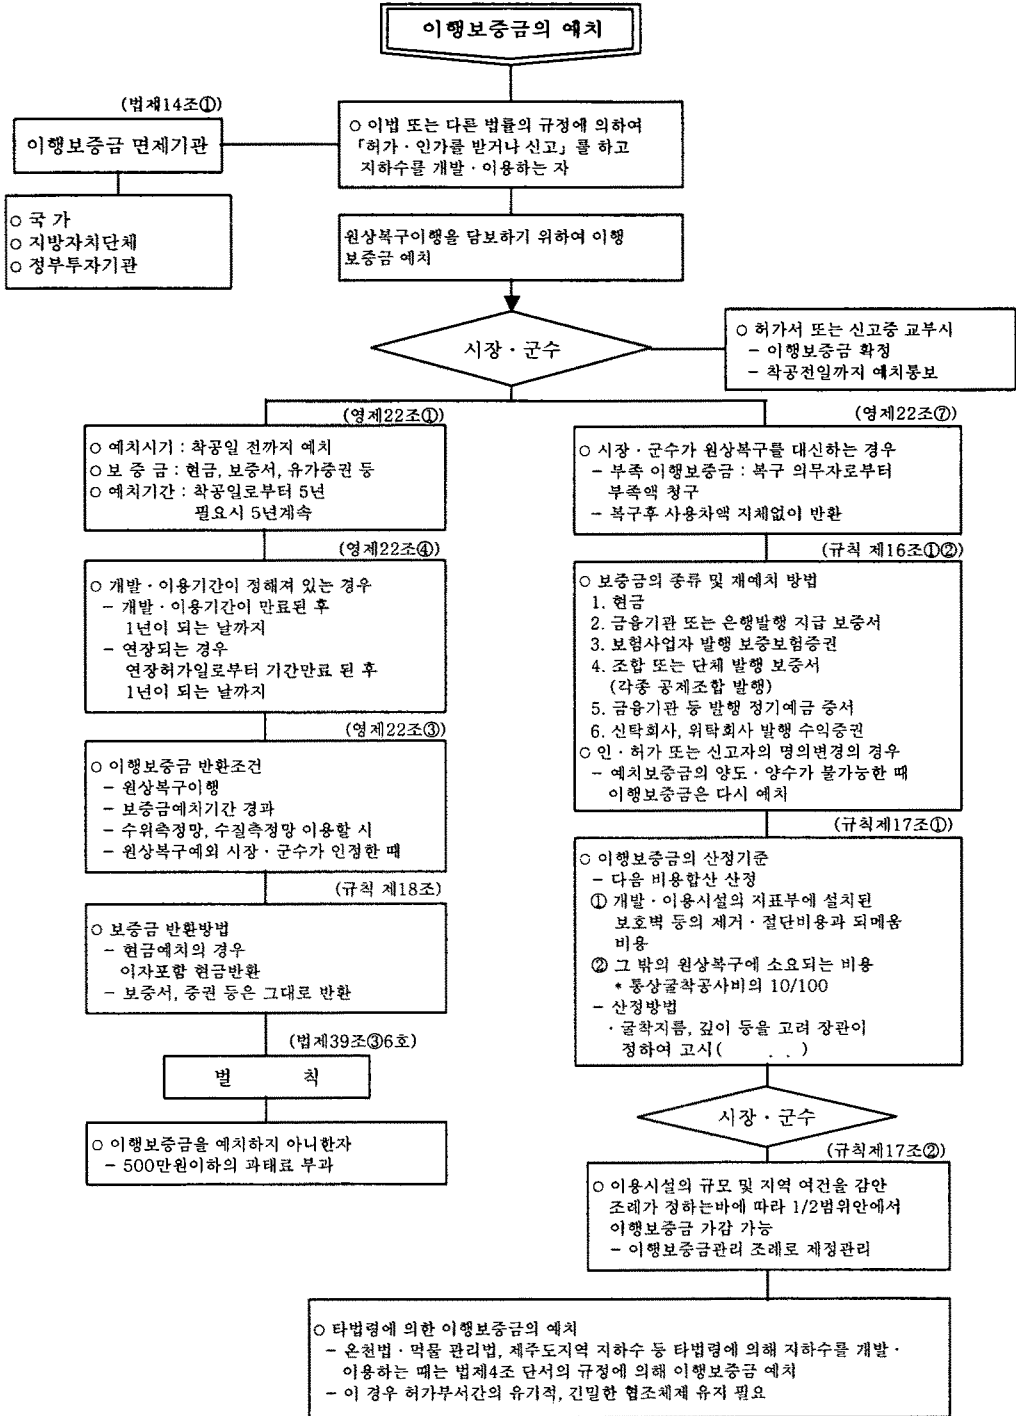 이행보증금의 예치
(법제14조①)
이행보증금 면제기관
○ 국 가
○ 지방자치단체
○ 정부투자기관
○ 이법 또는 다른 법률의 규정에 의하여
「허가 · 인가를 받거나 신고」를 하고
지하수를 개발 · 이용하는 자
원상복구이행을 담보하기 위하여 이행
보증금 예치
시장 · 군수
○ 허가서 또는 신고증 교부시
- 이행보증금 확정
- 착공전일까지 예치통보
(영제22조①)
○ 예치시기 : 착공일 전까지 예치
○ 보 증 금 : 현금, 보증서, 유가증권 등
○ 예치기간 : 착공일로부터 5년
필요시 5년계속
(영제22조④)
○ 개발 · 이용기간이 정해져 있는 경우
- 개발 · 이용기간이 만료된 후
1년이 되는 날까지
- 연장되는 경우
연장허가일로부터 기간만료 된 후
1년이 되는 날까지
(영제22조③)
○ 이행보증금 반환조건
- 원상복구이행
- 보증금예치기간 경과
- 수위측정망, 수질측정망 이용할 시
- 원상복구예외 시장 · 군수가 인정한 때
(규칙 제18조)
○ 보증금 반환방법
- 현금예치의 경우
이자포함 현금반환
- 보증서, 증권 등은 그대로 반환
(법제39조③6호)
벌 칙
○ 이행보증금을 예치하지 아니한자
- 500만원이하의 과태료 부과
(영제22조⑦)
○ 시장 · 군수가 원상복구를 대신하는 경우
- 부족 이행보증금 : 복구 의무자로부터
부족액 청구
- 복구후 사용차액 지체없이 반환
(규칙 제16조①②)
○ 보증금의 종류 및 재예치 방법
1. 현금
2. 금융기관 또는 은행발행 지급 보증서
3. 보험사업자 발행 보증보험증권
4. 조합 또는 단체 발행 보증서
(각종 공제조합 발행)
5. 금융기관 등 발행 정기예금 증서
6. 신탁회사, 위탁회사 발행 수익증권
○ 인 · 허가 또는 신고자의 명의변경의 경우
- 예치보증금의 양도 · 양수가 불가능한 때
이행보증금은 다시 예치
(규칙제17조①)
○ 이행보증금의 산정기준
- 다음 비용합산 산정
① 개발 · 이용시설의 지표부에 설치된
보호벽 등의 제거 · 절단비용과 되메움
비용
② 그 밖의 원상복구에 소요되는 비용
* 통상굴착공사비의 10/100
- 산정방법
· 굴착지름, 깊이 등을 고려 장관이
정하여 고시( . . )
시장 · 군수
(규칙제17조②)
○ 이용시설의 규모 및 지역 여건을 감안
조례가 정하는바에 따라 1/2범위안에서
이행보증금 가감 가능
- 이행보증금관리 조례로 제정관리
○ 타법령에 의한 이행보증금의 예치
- 온천법 · 먹물 관리법, 제주도지역 지하수 등 타법령에 의해 지하수를 개발 ·
이용하는 때는 법제4조 단서의 규정에 의해 이행보증금 예치
- 이 경우 허가부서간의 유기적, 긴밀한 협조체제 유지 필요